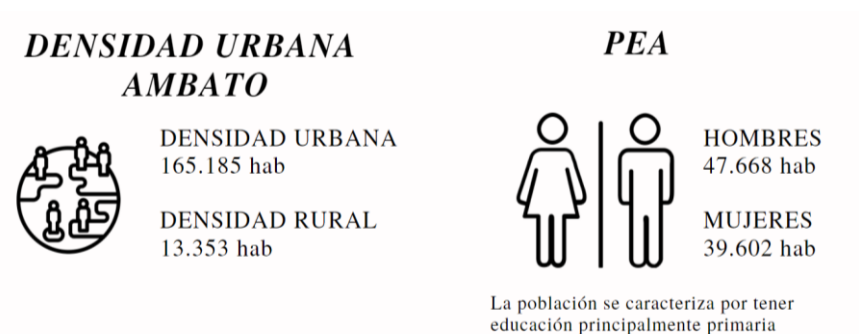 DENSIDAD URBANA
AMBATO
DENSIDAD URBANA
165.185 hab
DENSIDAD RURAL
13.353 hab
PEA
HOMBRES
47.668 hab
MUJERES
39.602 hab
La población se caracteriza por tener
educación principalmente primaria